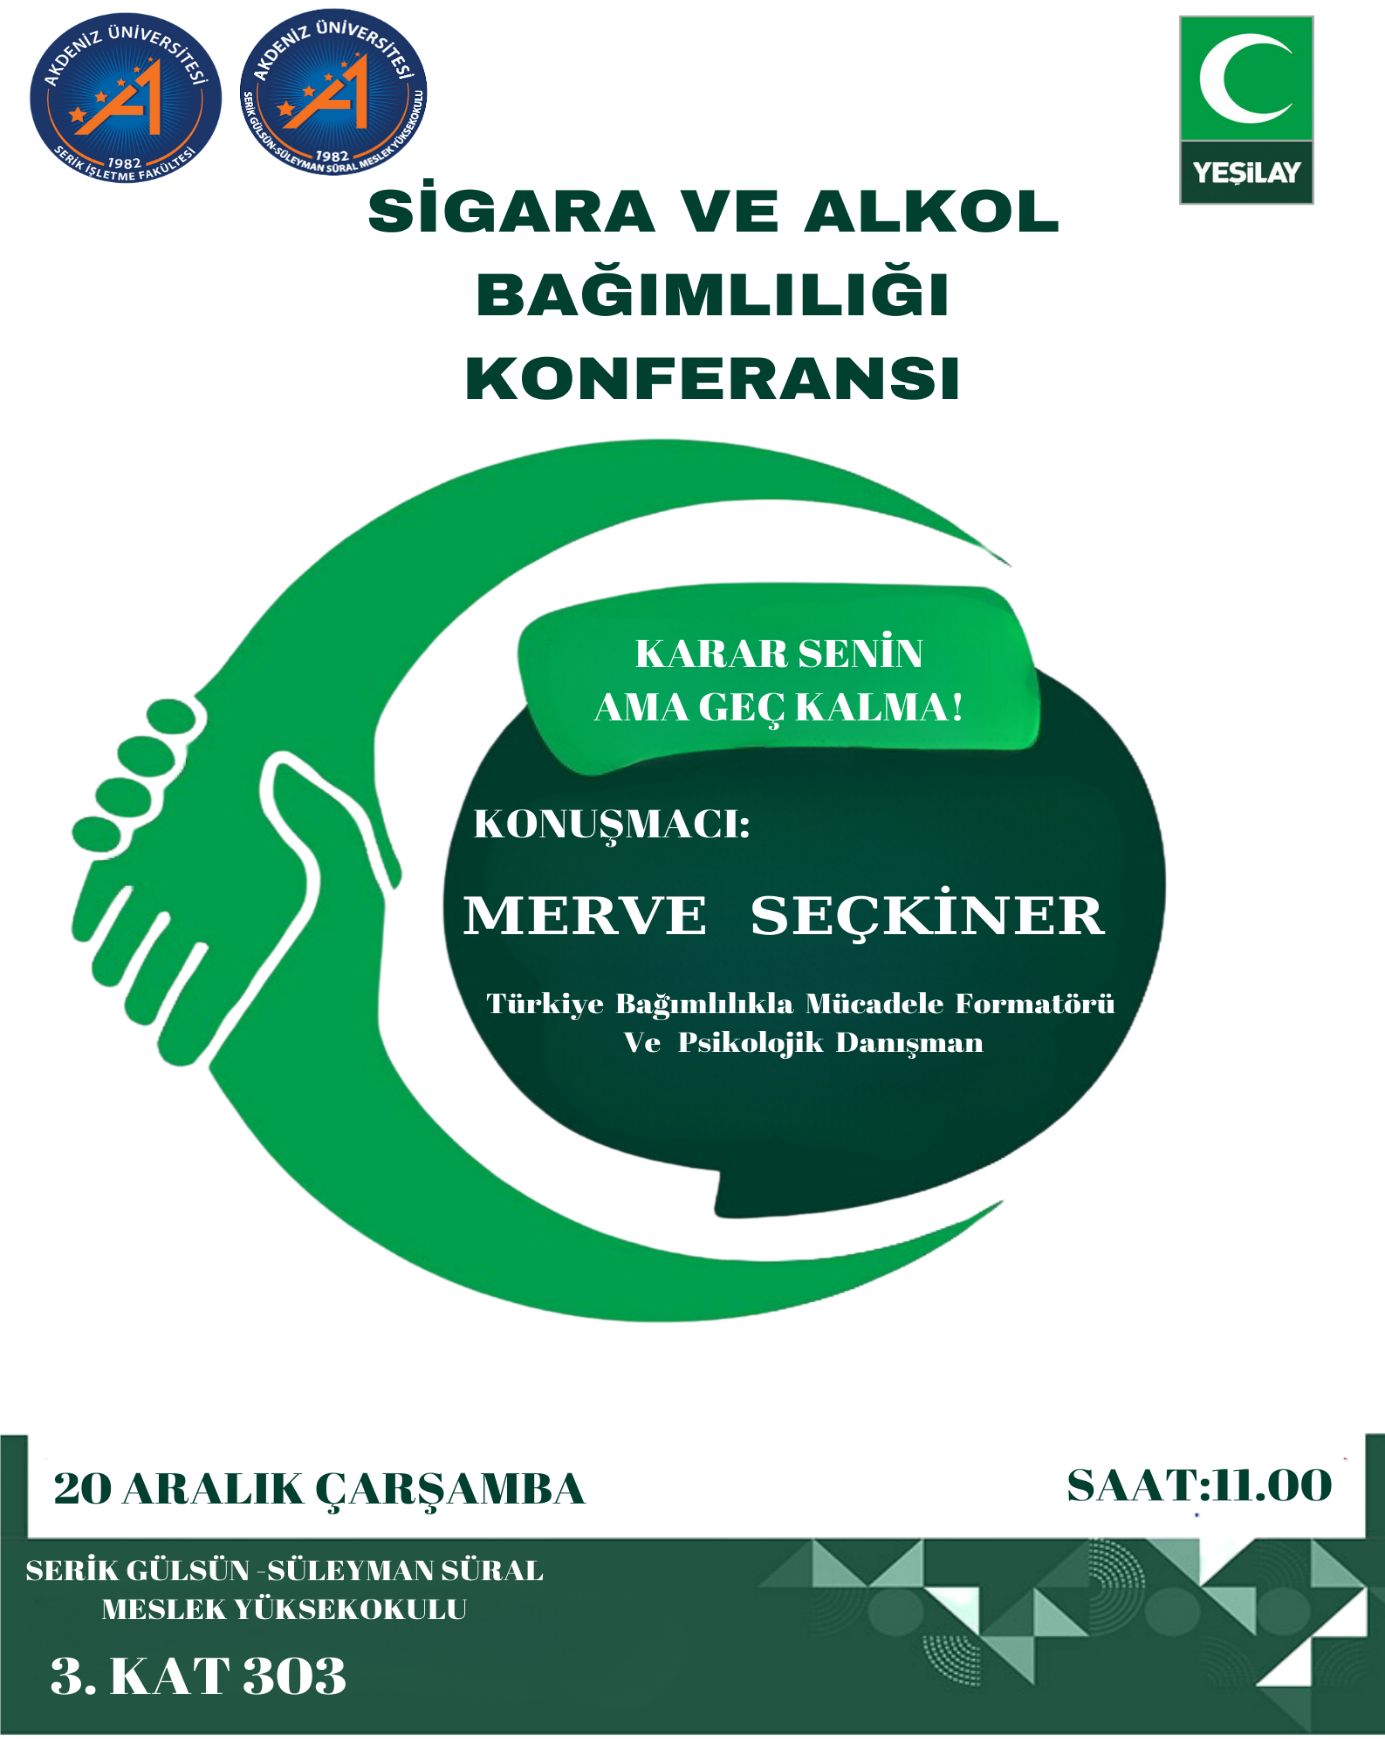 AKDENİZ ÜNİVERSİTESİ
1982
SERİK İŞLETME FAKÜLTESİ
AKDENİZ ÜNİVERSİTESİ
1982
SERİK GÜLSÜN-SÜLEYMAN SÜRAL MESLEK YÜKSEKOKULU
YEŞİLAY
SİGARA VE ALKOL
BAĞIMLILIĞI
KONFERANSI
KARAR SENİN
AMA GEÇ KALMA!
KONUŞMACI:
MERVE SEÇKİNER
Türkiye Bağımlılıkla Mücadele Formatörü
Ve Psikolojik Danışman
20 ARALIK ÇARŞAMBA
SAAT:11.00
SERİK GÜLSÜN -SÜLEYMAN SÜRAL
MESLEK YÜKSEKOKULU
3. KAT 303